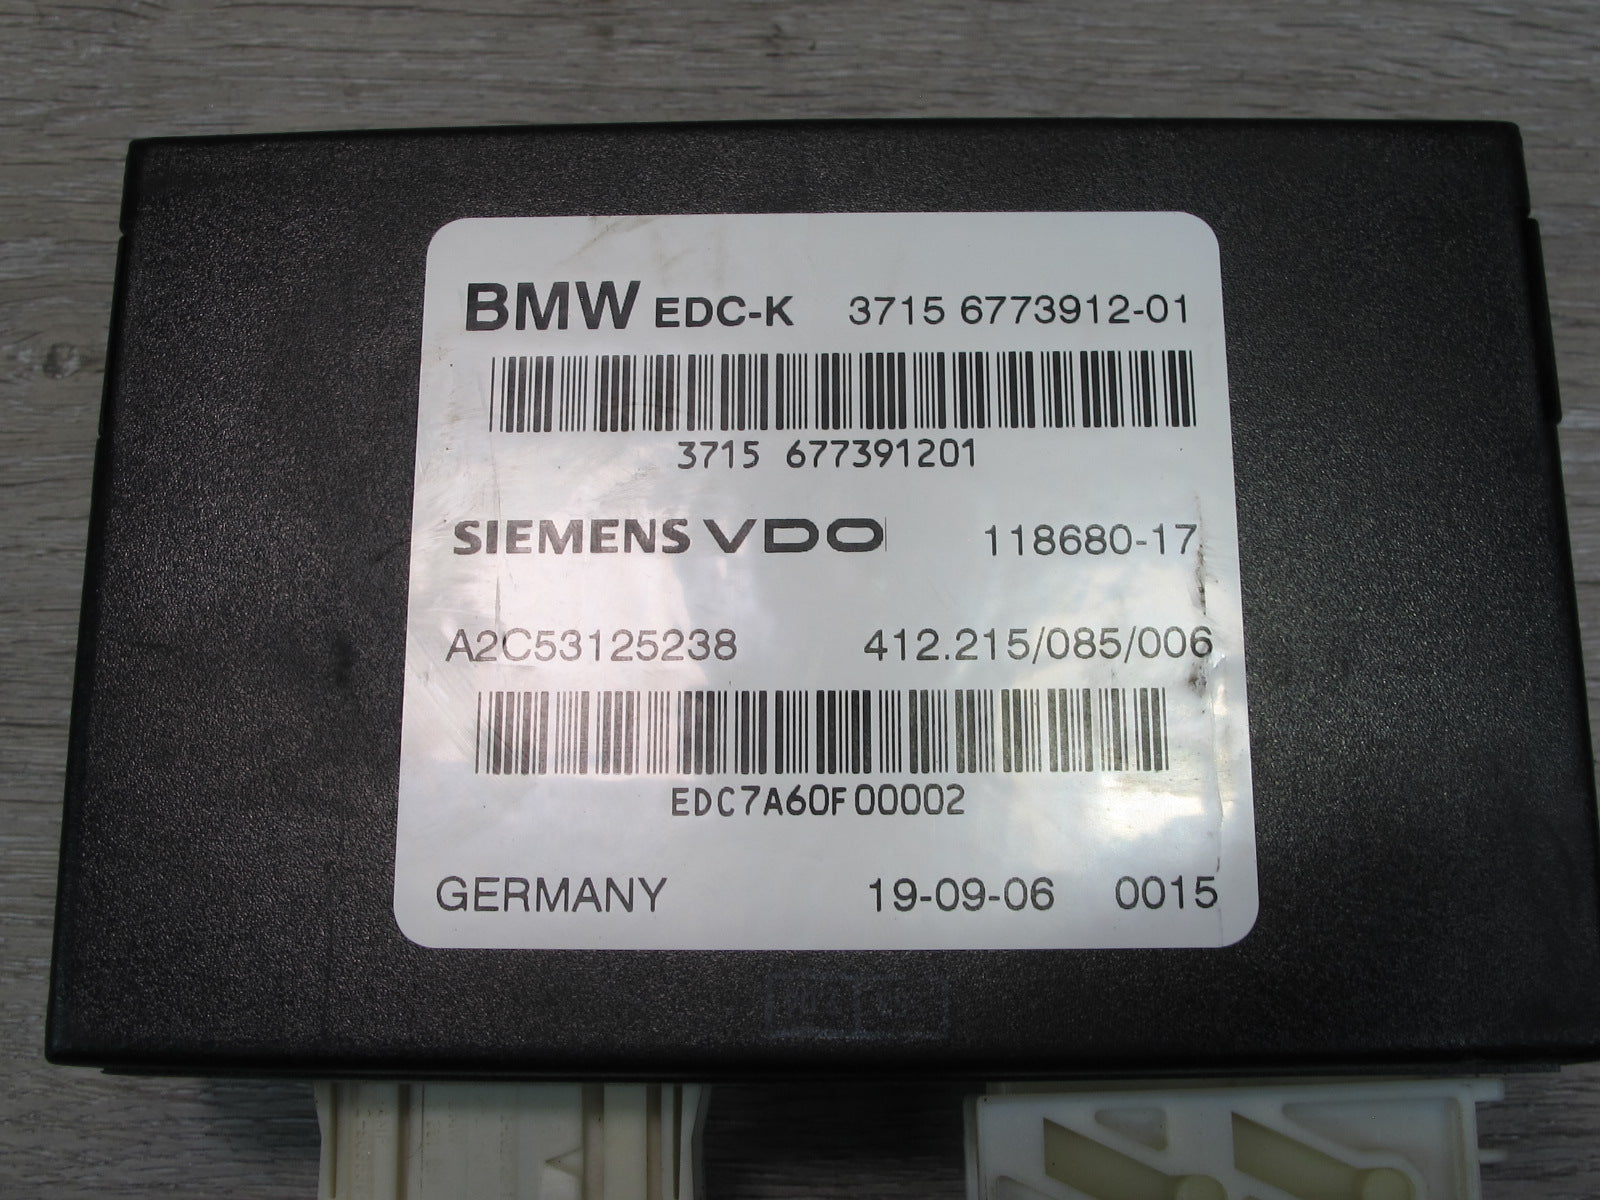 BMW EDC-K 3715 6773912-01
3715 677391201
SIEMENS VDO 118680-17
A2C53125238 412.215/085/006
EDC7A60F00002
GERMANY 19-09-06 0015